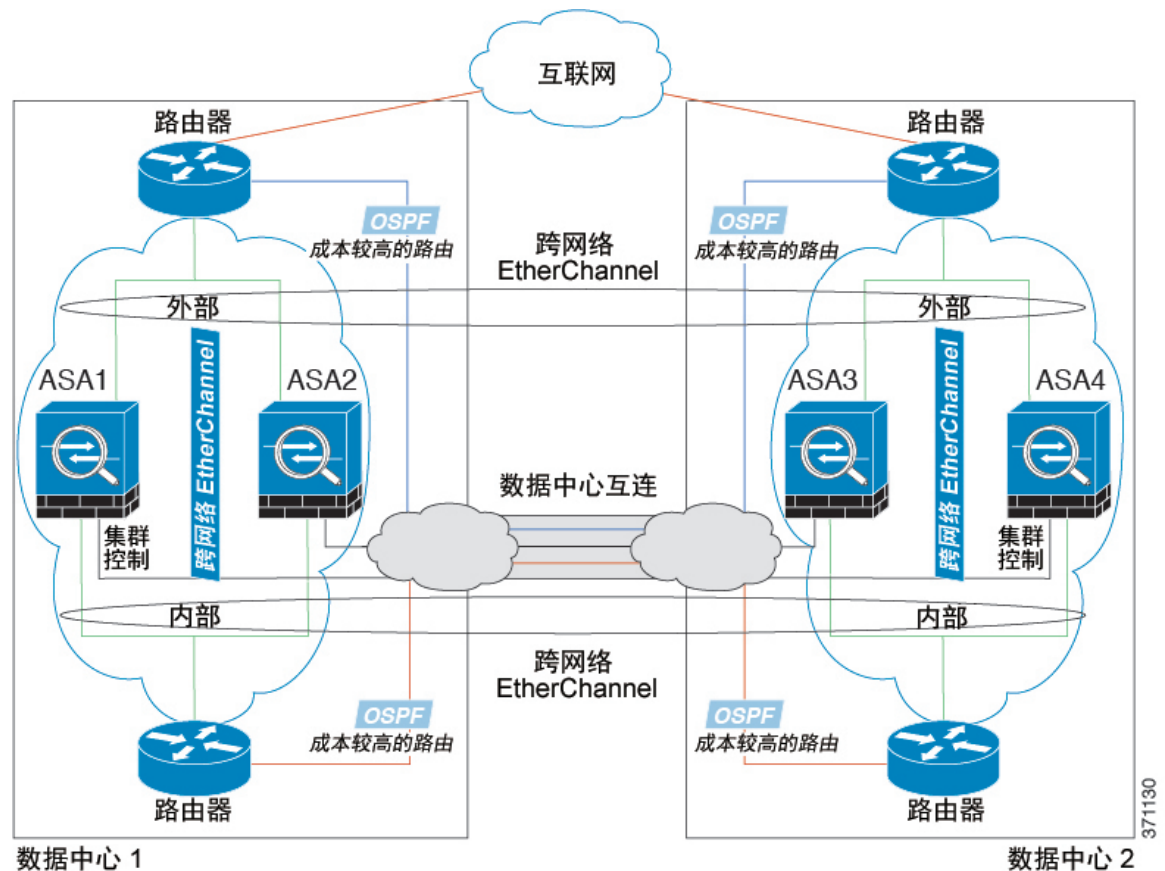 互联网
路由器
路由器
OSPF
成本较高的路由
跨网络
EtherChannel
OSPF
成本较高的路由
外部
外部
ASA1
ASA2
ASA3
ASA4
跨网络 EtherChannel
跨网络 EtherChannel
数据中心互连
集群
控制
集群
控制
内部
内部
跨网络
EtherChannel
OSPF
成本较高的路由
OSPF
成本较高的路由
路由器
路由器
371130
数据中心 1
数据中心 2